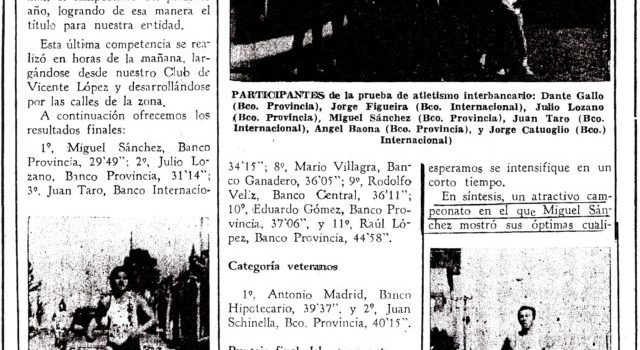 año, logrando de esa manera el
título para nuestra entidad.
Esta última competencia se rea-
lizó en horas de la mañana, lar-
gándose desde nuestro Club de
Vicente López y desarrollándose
por las calles de la zona.
A continuación ofrecemos los
resultados finales:
1º, Miguel Sánchez, Banco
Provincia, 29'49"; 2º, Julio Lo-
zano, Banco Provincia, 31'14";
3º, Juan Taro, Banco Internacio-
PARTICIPANTES de la prueba de atletismo interbancario: Dante Gallo
(Bco. Provincia), Jorge Figueira (Bco. Internacional), Julio Lozano
(Bco. Provincia), Miguel Sánchez (Bco. Provincia), Juan Taro (Bco.
Internacional), Angel Baona (Bco. Provincia), y Jorge Catuoglio (Bco.)
Internacional)
34'15"; 8º, Mario Villagra, Ban-
co Ganadero, 36'05"; 9º, Rodolfo
Veliz, Banco Central, 36'11";
10º, Eduardo Gómez, Banco Pro-
vincia, 37'06", y 11º, Raúl Ló-
pez, Banco Provincia, 44'58".
Categoría veteranos
1º, Antonio Madrid, Banco
Hipotecario, 39'37", y 2º, Juan
Schinella, Bco. Provincia, 40'15".
esperamos se intensifique en un
corto tiempo.
En síntesis, un atractivo cam-
peonato en el que Miguel Sán-
chez mostró sus óptimas cuali-